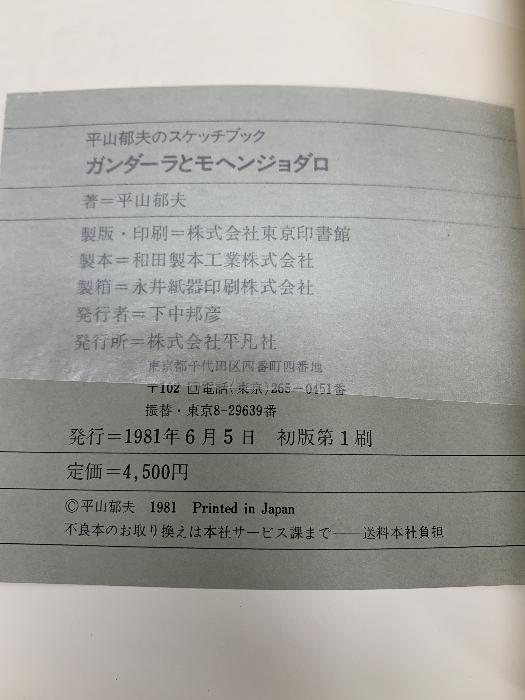 平山郁夫のスケッチブック
ガンダーラとモヘンジョダロ
著＝平山郁夫
製版・印刷＝株式会社東京印書館
製本＝和田製本工業株式会社
製箱＝永井紙器印刷株式会社
発行者＝下中邦彦
発行所＝株式会社平凡社
東京都千代田区四番町四番地
〒102 電話(東京)265-0451番
振替・東京8-29639番
発行＝1981年6月5日 初版第1刷
定価＝4,500円
©平山郁夫 1981 Printed in Japan
不良本のお取り換えは本社サービス課まで——送料本社負担